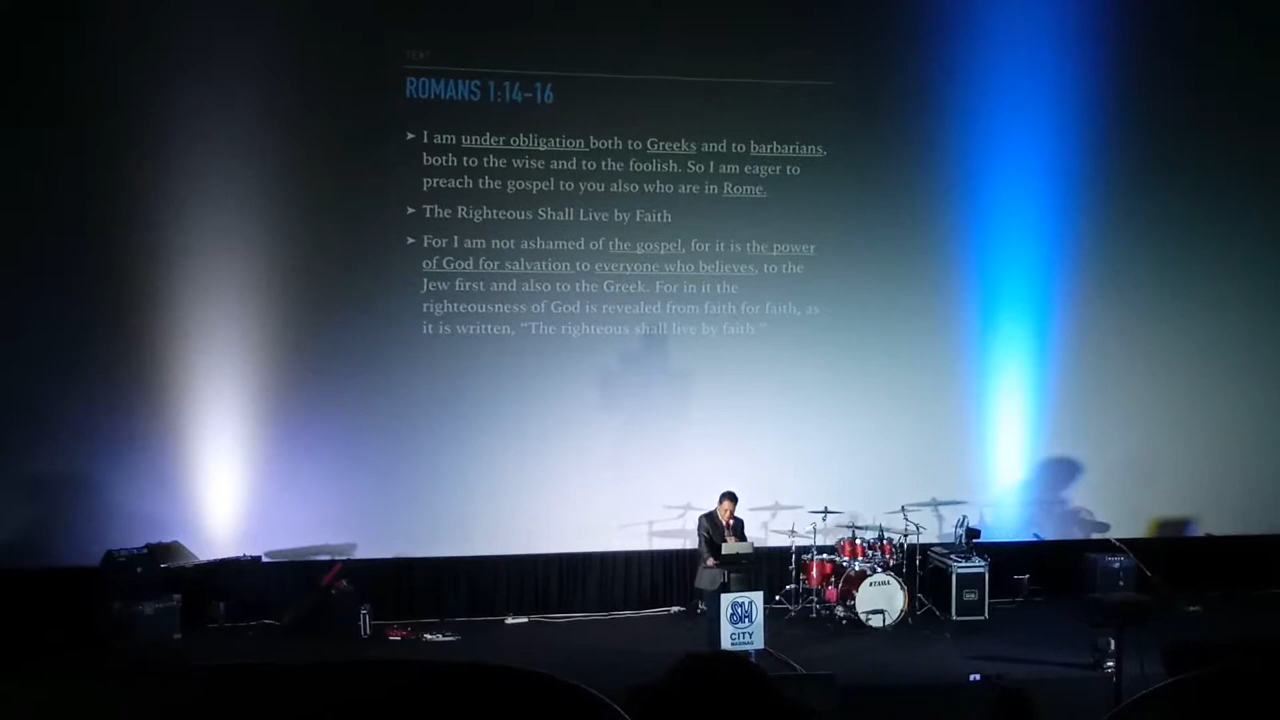 TEXT
ROMANS 1:14-16
➤ I am under obligation both to Greeks and to barbarians,
both to the wise and to the foolish. So I am eager to
preach the gospel to you also who are in Rome.
➤ The Righteous Shall Live by Faith
➤ For I am not ashamed of the gospel, for it is the power
of God for salvation to everyone who believes, to the
Jew first and also to the Greek. For in it the
righteousness of God is revealed from faith for faith, as
it is written, “The righteous shall live by faith.”
TAMA
SM
CITY
MASINAG